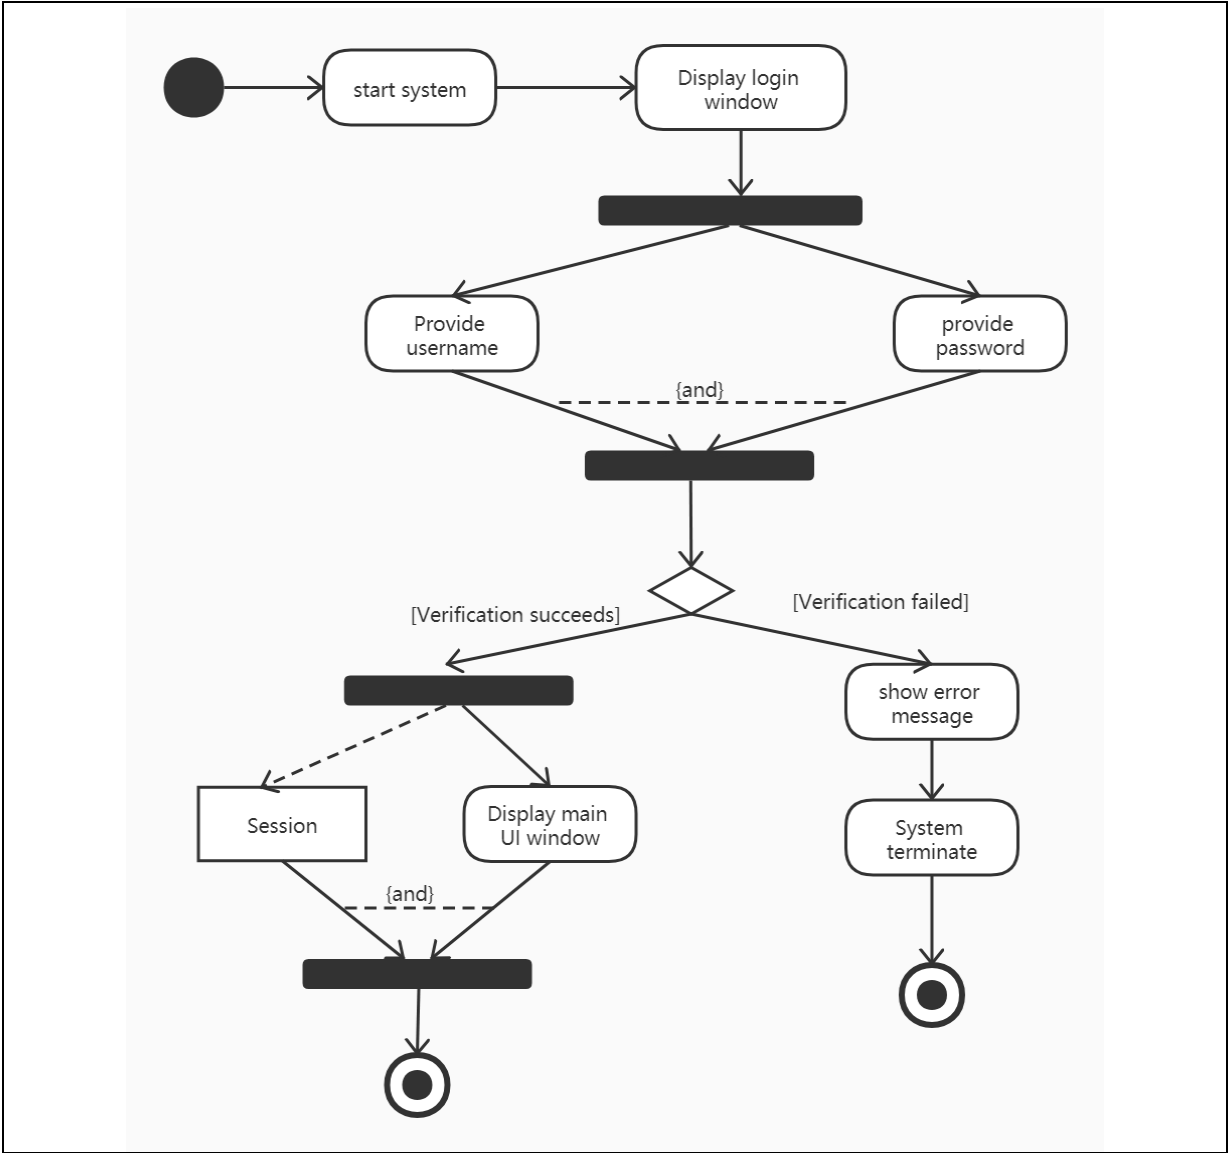 start system
Display login
window
Provide
username
provide
password
{and}
[Verification succeeds]
[Verification failed]
show error
message
Session
Display main
UI window
System
terminate
{and}